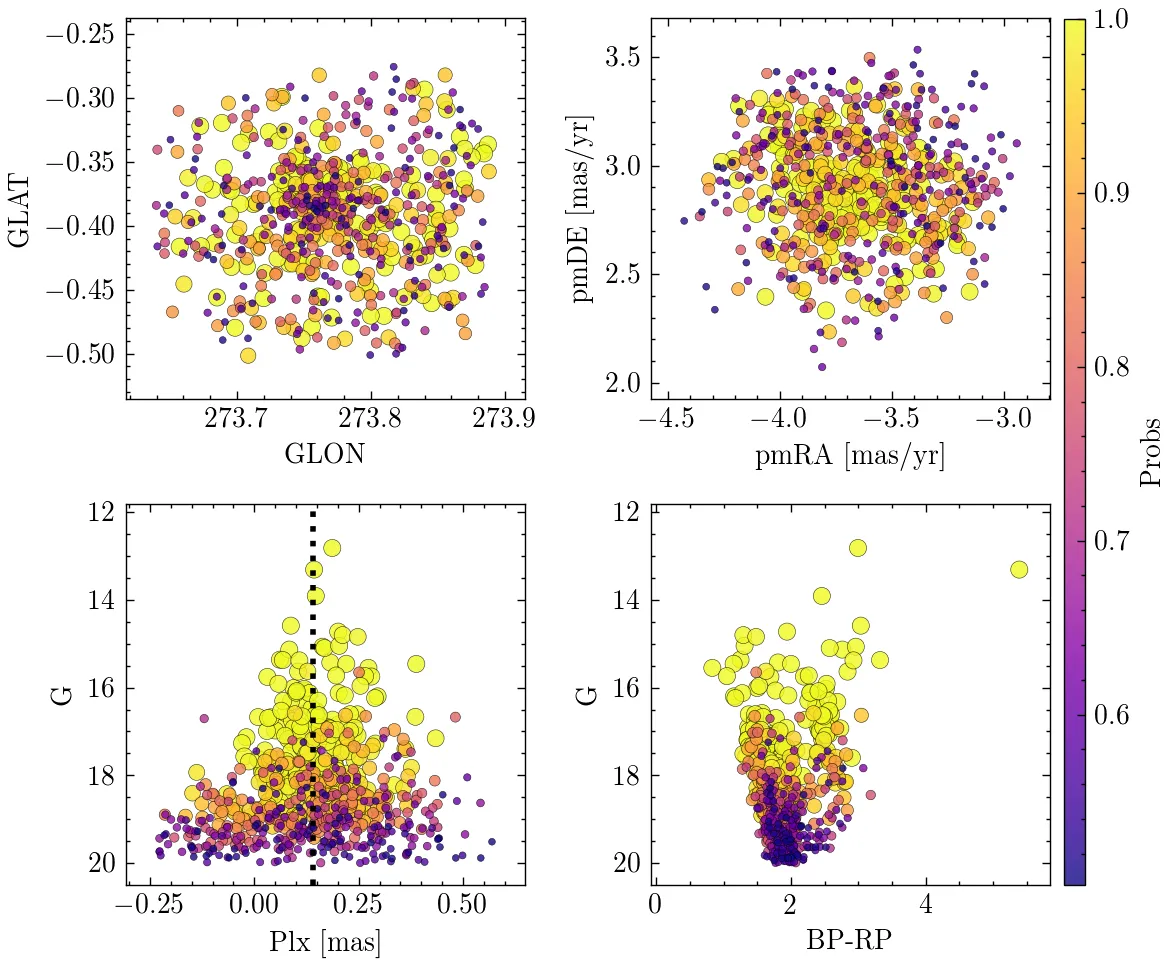 −0.25
−0.30
−0.35
−0.40
−0.45
−0.50
GLAT
273.7 273.8 273.9
GLON
3.5
3.0
2.5
2.0
pmDE [mas/yr]
−4.5 −4.0 −3.5 −3.0
pmRA [mas/yr]
12
14
16
18
20
G
−0.25 0.00 0.25 0.50
Plx [mas]
12
14
16
18
20
G
0 2 4
BP-RP
1.0
0.9
0.8
0.7
0.6
Probs